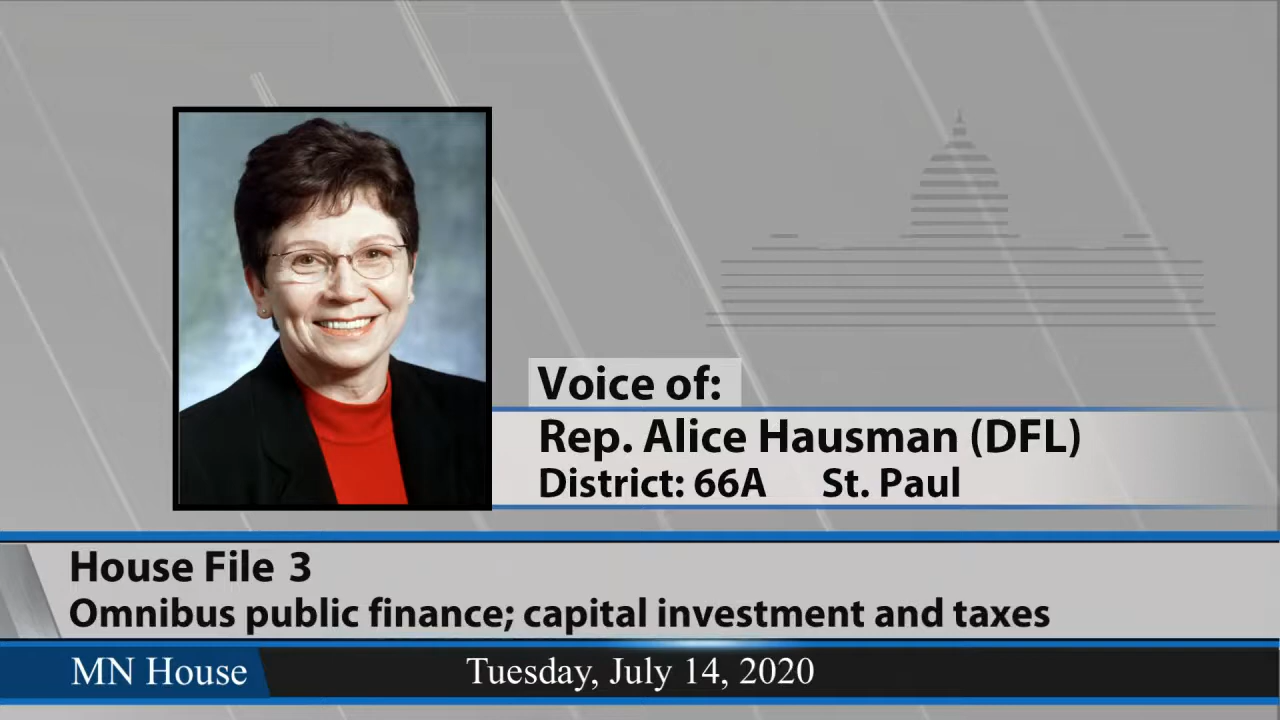 Voice of:
Rep. Alice Hausman (DFL)
District: 66A St. Paul
House File 3
Omnibus public finance; capital investment and taxes
MN House Tuesday, July 14, 2020